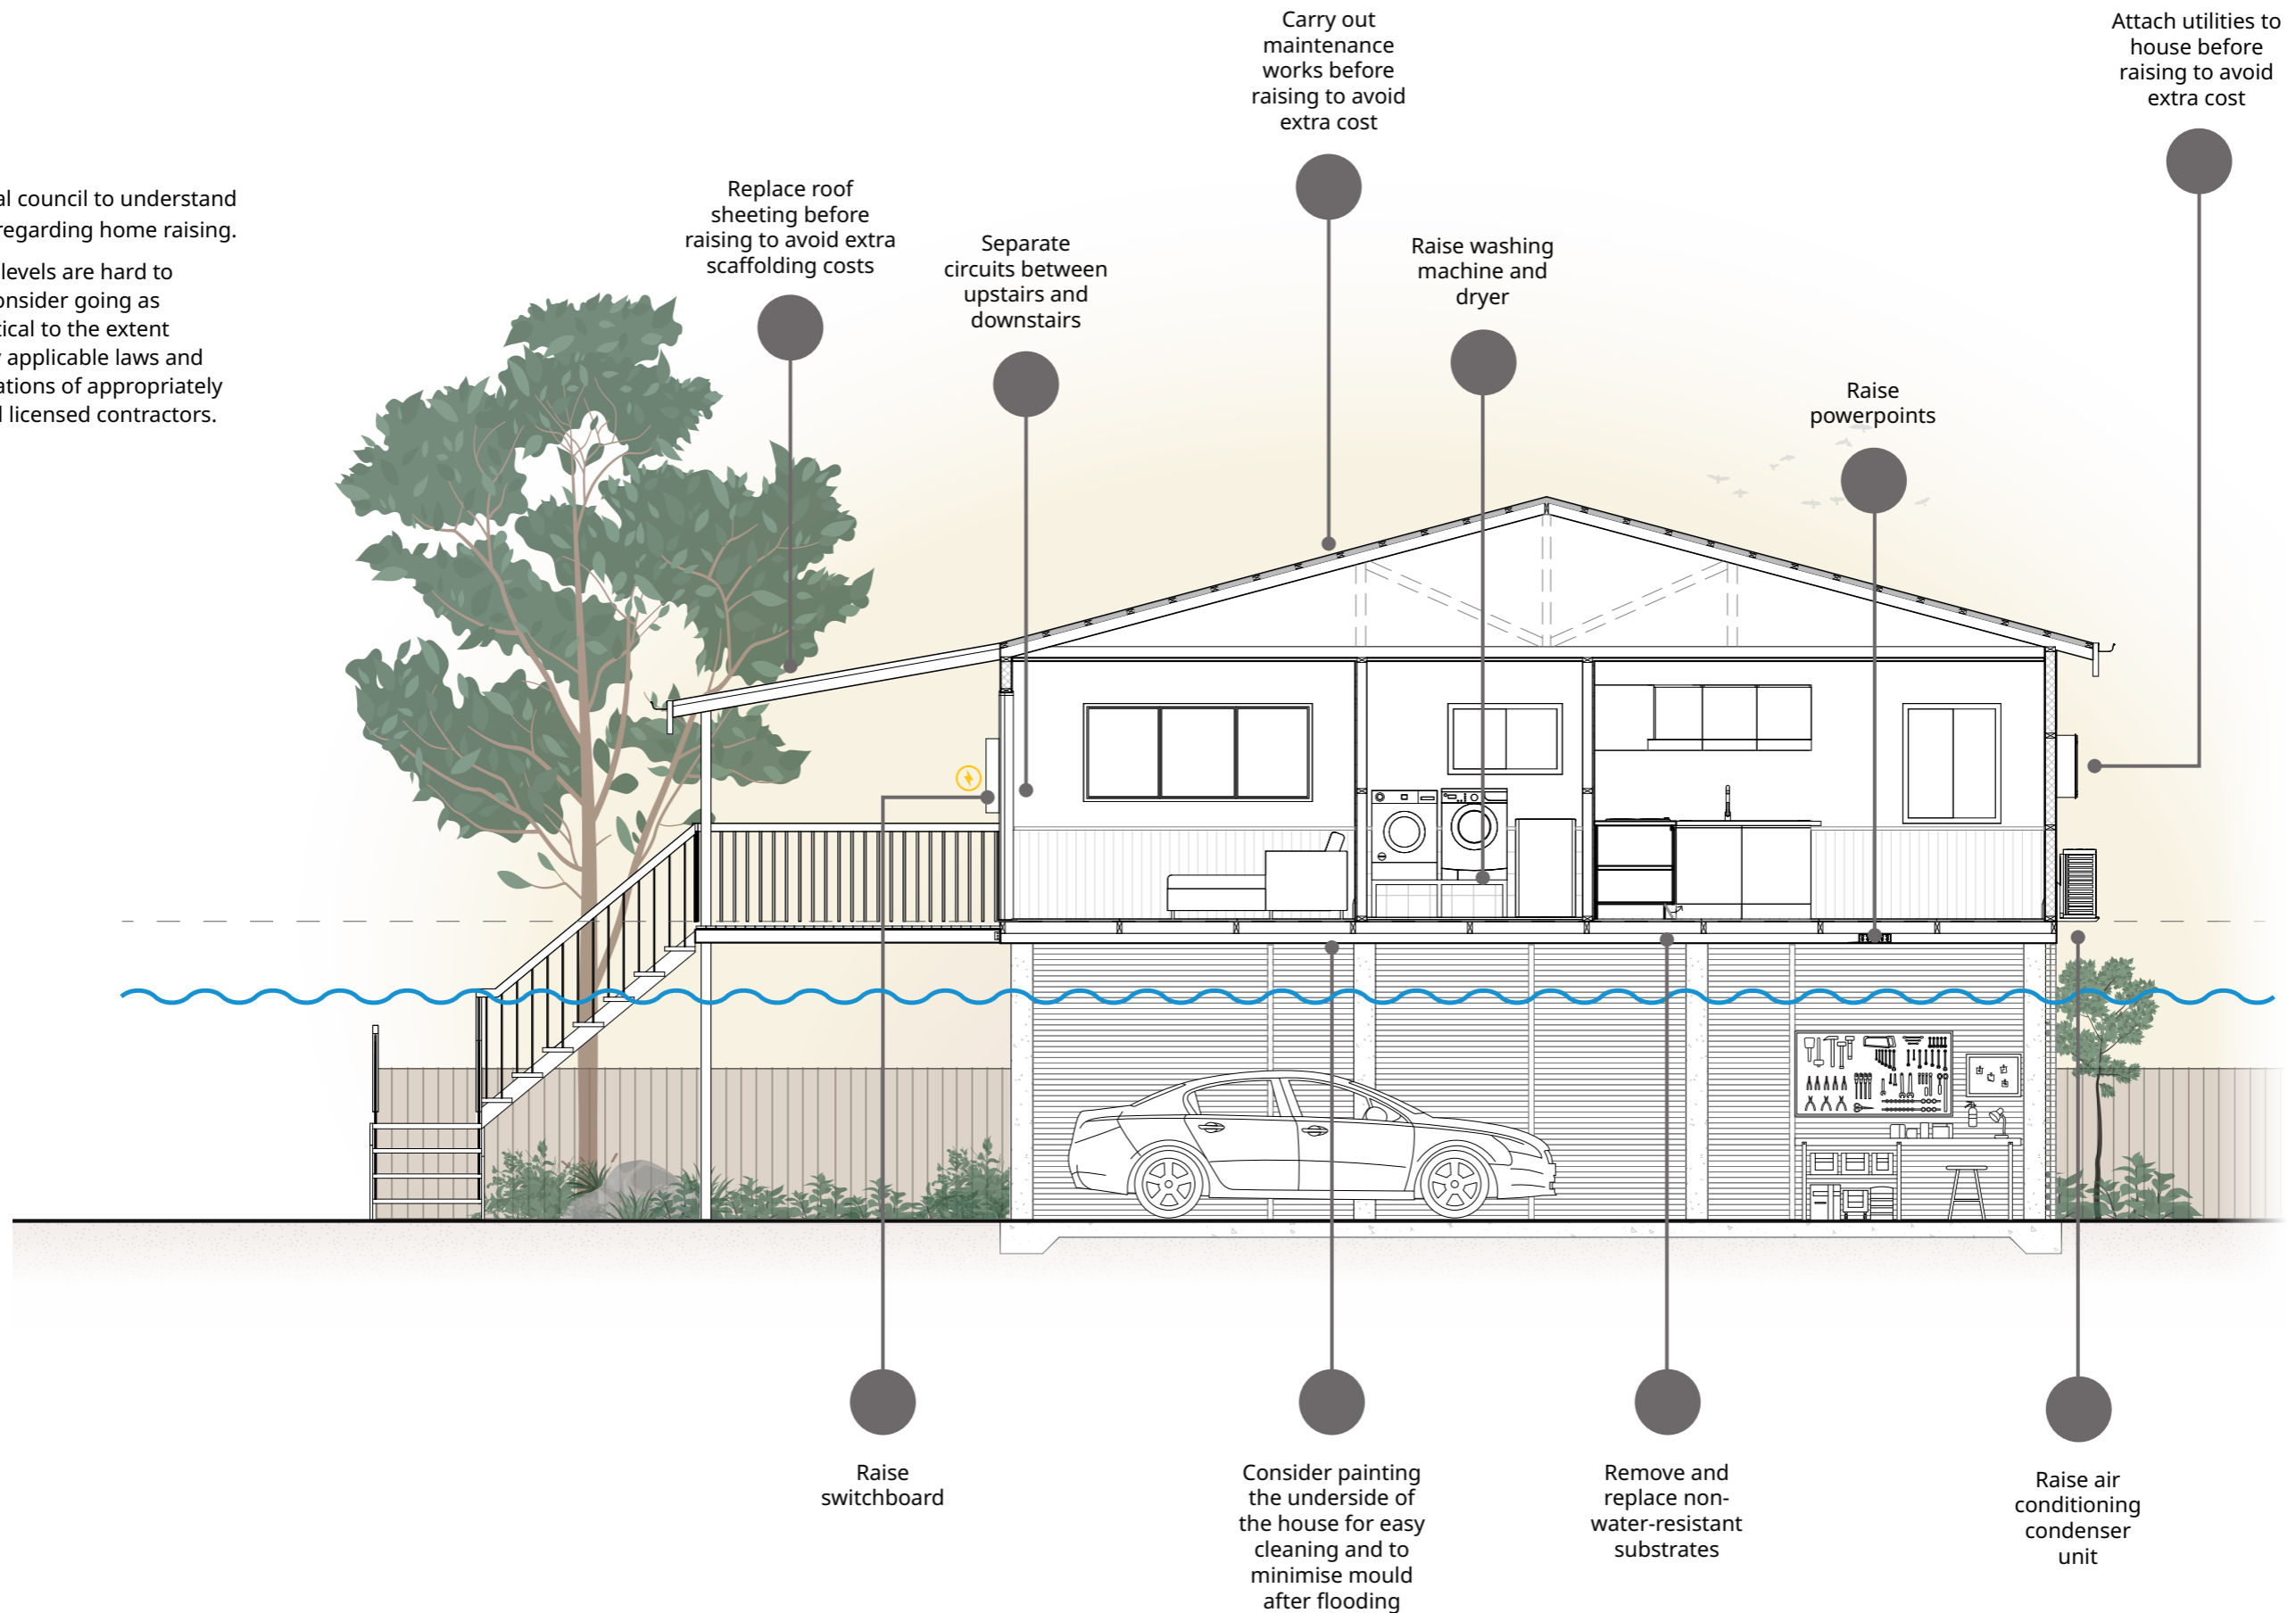 al council to understand
regarding home raising.
levels are hard to
onsider going as
tical to the extent
applicable laws and
ations of appropriately
licensed contractors.
Replace roof
sheeting before
raising to avoid extra
scaffolding costs
Separate
circuits between
upstairs and
downstairs
Carry out
maintenance
works before
raising to avoid
extra cost
Raise washing
machine and
dryer
Raise
powerpoints
Attach utilities to
house before
raising to avoid
extra cost
Raise
switchboard
Consider painting
the underside of
the house for easy
cleaning and to
minimise mould
after flooding
Remove and
replace non-
water-resistant
substrates
Raise air
conditioning
condenser
unit